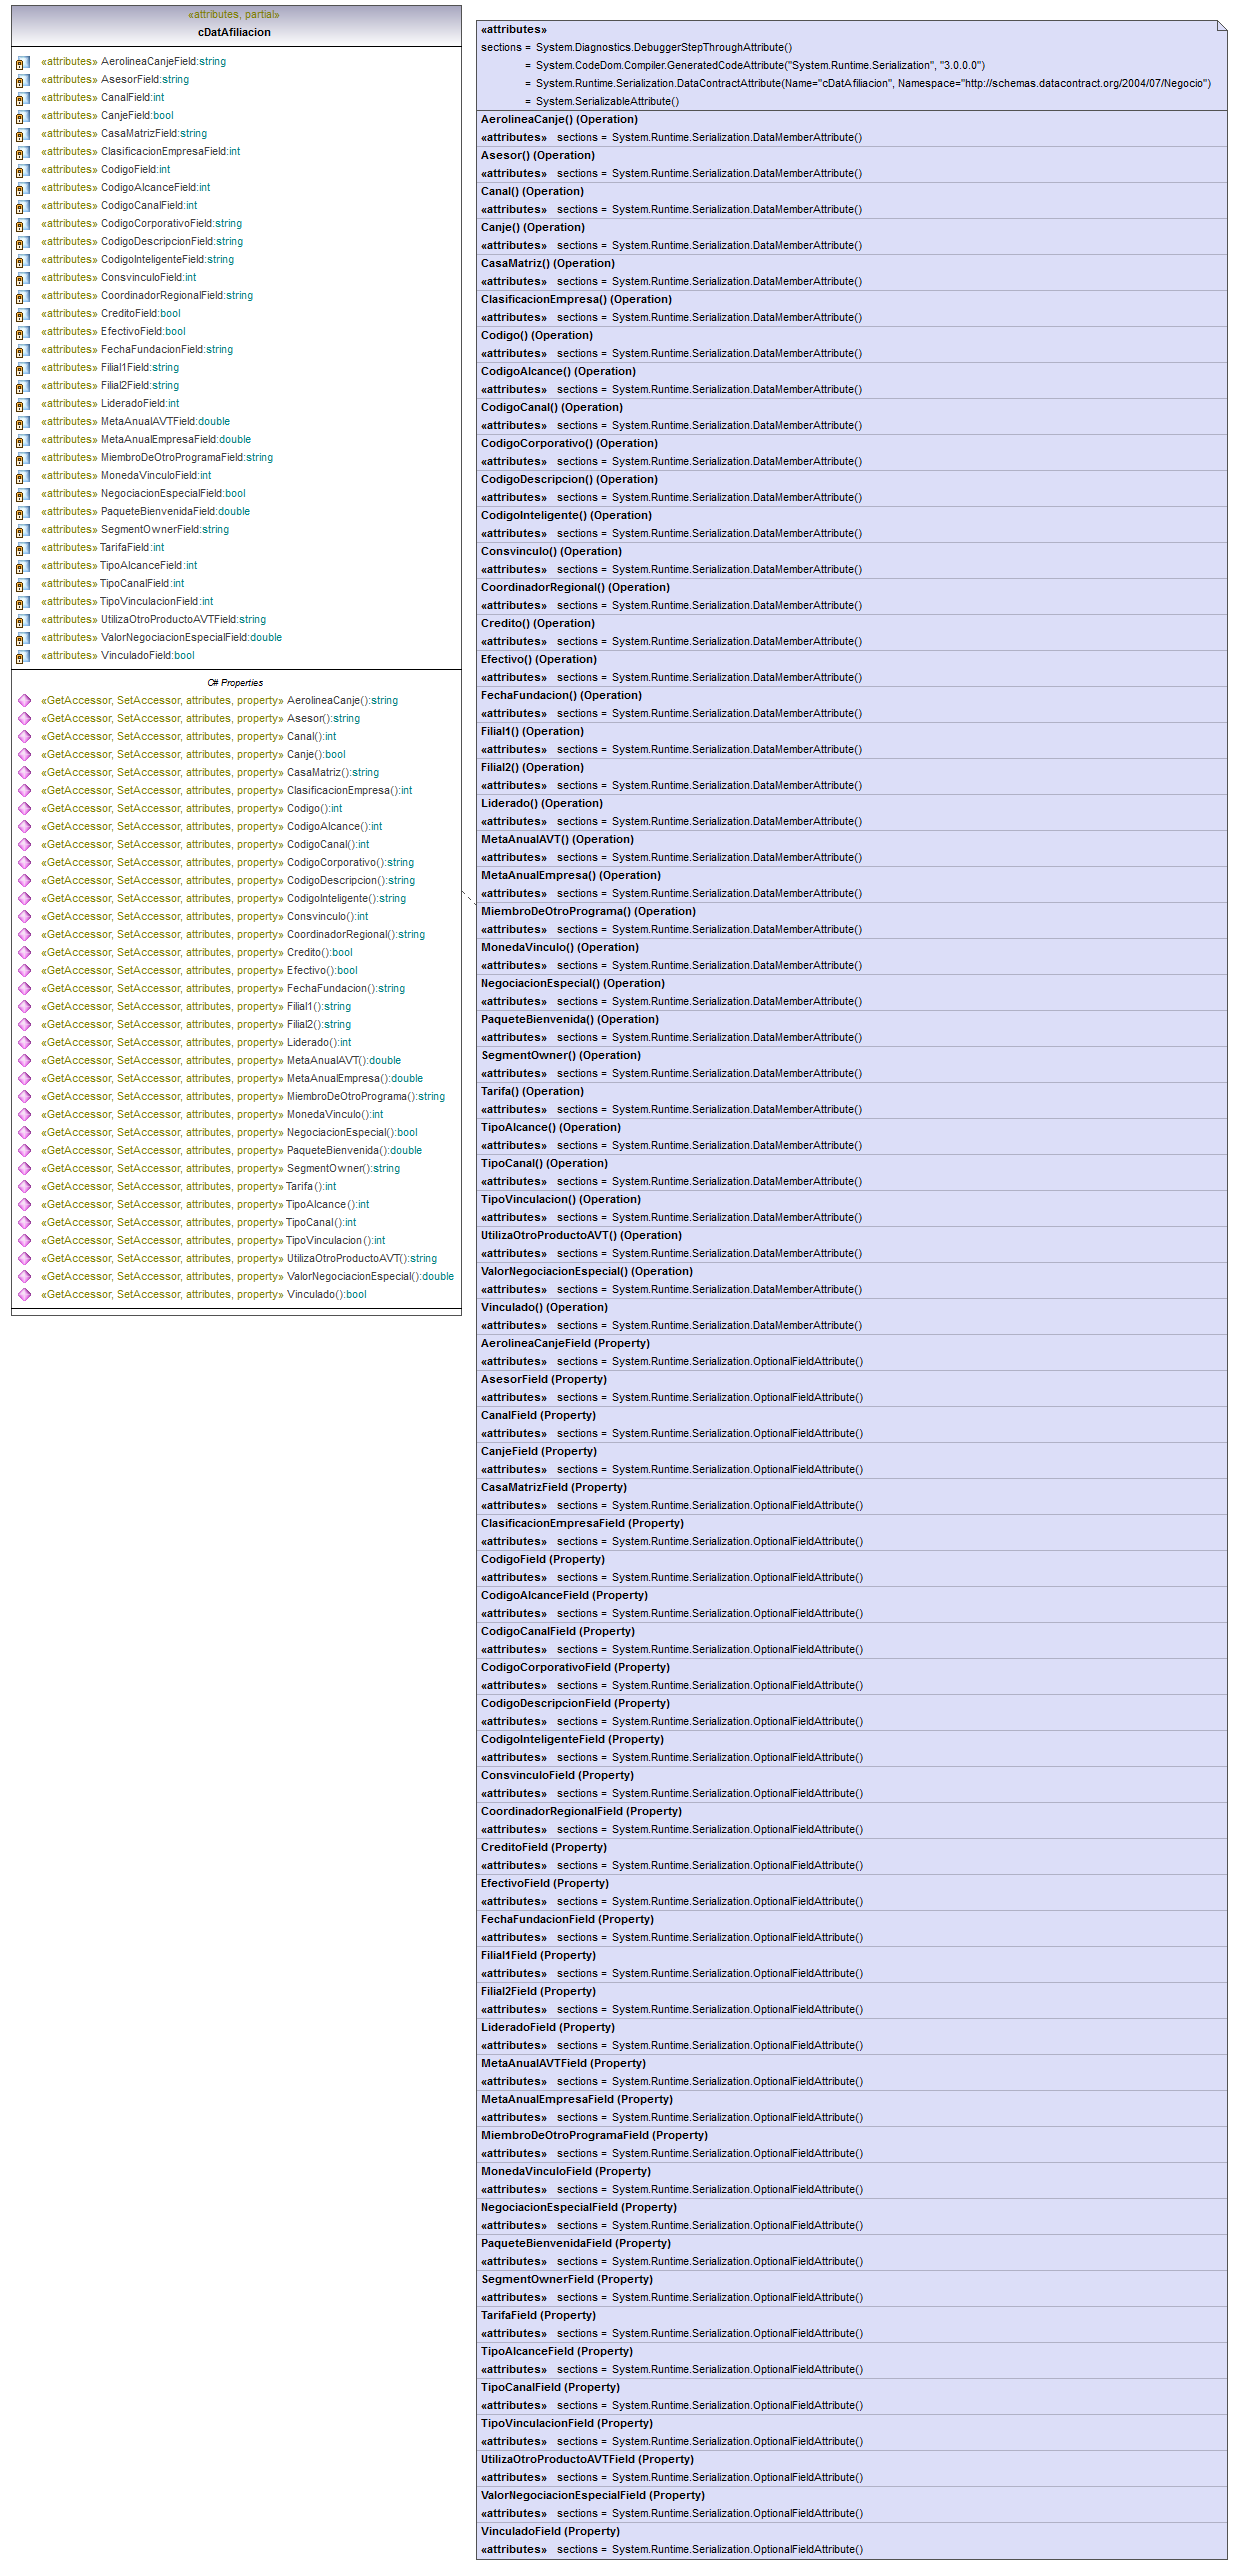 «attributes, partial»
cDatAfiliacion
«attributes» AerolineaCanjeField:string
«attributes» AsesorField:string
«attributes» CanalField:int
«attributes» CanjeField:bool
«attributes» CasaMatrizField:string
«attributes» ClasificacionEmpresaField:int
«attributes» CodigoField:int
«attributes» CodigoAlcanceField:int
«attributes» CodigoCanalField:int
«attributes» CodigoCorporativoField:string
«attributes» CodigoDescripcionField:string
«attributes» CodigoInteligenteField:string
«attributes» ConsvinculoField:int
«attributes» CoordinadorRegionalField:string
«attributes» CreditoField:bool
«attributes» EfectivoField:bool
«attributes» FechaFundacionField:string
«attributes» Filial1Field:string
«attributes» Filial2Field:string
«attributes» LideradoField:int
«attributes» MetaAnualAVTField:double
«attributes» MetaAnualEmpresaField:double
«attributes» MiembroDeOtroProgramaField:string
«attributes» MonedaVinculoField:int
«attributes» NegociacionEspecialField:bool
«attributes» PaqueteBienvenidaField:double
«attributes» SegmentOwnerField:string
«attributes» TarifaField:int
«attributes» TipoAlcanceField:int
«attributes» TipoCanalField:int
«attributes» TipoVinculacionField:int
«attributes» UtilizaOtroProductoAVTField:string
«attributes» ValorNegociacionEspecialField:double
«attributes» VinculadoField:bool
C# Properties
«GetAccessor, SetAccessor, attributes, property» AerolineaCanje():string
«GetAccessor, SetAccessor, attributes, property» Asesor():string
«GetAccessor, SetAccessor, attributes, property» Canal():int
«GetAccessor, SetAccessor, attributes, property» Canje():bool
«GetAccessor, SetAccessor, attributes, property» CasaMatriz():string
«GetAccessor, SetAccessor, attributes, property» ClasificacionEmpresa():int
«GetAccessor, SetAccessor, attributes, property» Codigo():int
«GetAccessor, SetAccessor, attributes, property» CodigoAlcance():int
«GetAccessor, SetAccessor, attributes, property» CodigoCanal():int
«GetAccessor, SetAccessor, attributes, property» CodigoCorporativo():string
«GetAccessor, SetAccessor, attributes, property» CodigoDescripcion():string
«GetAccessor, SetAccessor, attributes, property» CodigoInteligente():string
«GetAccessor, SetAccessor, attributes, property» Consvinculo():int
«GetAccessor, SetAccessor, attributes, property» CoordinadorRegional():string
«GetAccessor, SetAccessor, attributes, property» Credito():bool
«GetAccessor, SetAccessor, attributes, property» Efectivo():bool
«GetAccessor, SetAccessor, attributes, property» FechaFundacion():string
«GetAccessor, SetAccessor, attributes, property» Filial1():string
«GetAccessor, SetAccessor, attributes, property» Filial2():string
«GetAccessor, SetAccessor, attributes, property» Liderado():int
«GetAccessor, SetAccessor, attributes, property» MetaAnualAVT():double
«GetAccessor, SetAccessor, attributes, property» MetaAnualEmpresa():double
«GetAccessor, SetAccessor, attributes, property» MiembroDeOtroPrograma():string
«GetAccessor, SetAccessor, attributes, property» MonedaVinculo():int
«GetAccessor, SetAccessor, attributes, property» NegociacionEspecial():bool
«GetAccessor, SetAccessor, attributes, property» PaqueteBienvenida():double
«GetAccessor, SetAccessor, attributes, property» SegmentOwner():string
«GetAccessor, SetAccessor, attributes, property» Tarifa():int
«GetAccessor, SetAccessor, attributes, property» TipoAlcance():int
«GetAccessor, SetAccessor, attributes, property» TipoCanal():int
«GetAccessor, SetAccessor, attributes, property» TipoVinculacion():int
«GetAccessor, SetAccessor, attributes, property» UtilizaOtroProductoAVT():string
«GetAccessor, SetAccessor, attributes, property» ValorNegociacionEspecial():double
«GetAccessor, SetAccessor, attributes, property» Vinculado():bool
«attributes»
sections = System.Diagnostics.DebuggerStepThroughAttribute()
= System.CodeDom.Compiler.GeneratedCodeAttribute("System.Runtime.Serialization", "3.0.0.0")
= System.Runtime.Serialization.DataContractAttribute(Name="cDatAfiliacion", Namespace="http://schemas.datacontract.org/2004/07/Negocio")
= System.SerializableAttribute()
AerolineaCanje() (Operation)
«attributes» sections = System.Runtime.Serialization.DataMemberAttribute()
Asesor() (Operation)
«attributes» sections = System.Runtime.Serialization.DataMemberAttribute()
Canal() (Operation)
«attributes» sections = System.Runtime.Serialization.DataMemberAttribute()
Canje() (Operation)
«attributes» sections = System.Runtime.Serialization.DataMemberAttribute()
CasaMatriz() (Operation)
«attributes» sections = System.Runtime.Serialization.DataMemberAttribute()
ClasificacionEmpresa() (Operation)
«attributes» sections = System.Runtime.Serialization.DataMemberAttribute()
Codigo() (Operation)
«attributes» sections = System.Runtime.Serialization.DataMemberAttribute()
CodigoAlcance() (Operation)
«attributes» sections = System.Runtime.Serialization.DataMemberAttribute()
CodigoCanal() (Operation)
«attributes» sections = System.Runtime.Serialization.DataMemberAttribute()
CodigoCorporativo() (Operation)
«attributes» sections = System.Runtime.Serialization.DataMemberAttribute()
CodigoDescripcion() (Operation)
«attributes» sections = System.Runtime.Serialization.DataMemberAttribute()
CodigoInteligente() (Operation)
«attributes» sections = System.Runtime.Serialization.DataMemberAttribute()
Consvinculo() (Operation)
«attributes» sections = System.Runtime.Serialization.DataMemberAttribute()
CoordinadorRegional() (Operation)
«attributes» sections = System.Runtime.Serialization.DataMemberAttribute()
Credito() (Operation)
«attributes» sections = System.Runtime.Serialization.DataMemberAttribute()
Efectivo() (Operation)
«attributes» sections = System.Runtime.Serialization.DataMemberAttribute()
FechaFundacion() (Operation)
«attributes» sections = System.Runtime.Serialization.DataMemberAttribute()
Filial1() (Operation)
«attributes» sections = System.Runtime.Serialization.DataMemberAttribute()
Filial2() (Operation)
«attributes» sections = System.Runtime.Serialization.DataMemberAttribute()
Liderado() (Operation)
«attributes» sections = System.Runtime.Serialization.DataMemberAttribute()
MetaAnualAVT() (Operation)
«attributes» sections = System.Runtime.Serialization.DataMemberAttribute()
MetaAnualEmpresa() (Operation)
«attributes» sections = System.Runtime.Serialization.DataMemberAttribute()
MiembroDeOtroPrograma() (Operation)
«attributes» sections = System.Runtime.Serialization.DataMemberAttribute()
MonedaVinculo() (Operation)
«attributes» sections = System.Runtime.Serialization.DataMemberAttribute()
NegociacionEspecial() (Operation)
«attributes» sections = System.Runtime.Serialization.DataMemberAttribute()
PaqueteBienvenida() (Operation)
«attributes» sections = System.Runtime.Serialization.DataMemberAttribute()
SegmentOwner() (Operation)
«attributes» sections = System.Runtime.Serialization.DataMemberAttribute()
Tarifa() (Operation)
«attributes» sections = System.Runtime.Serialization.DataMemberAttribute()
TipoAlcance() (Operation)
«attributes» sections = System.Runtime.Serialization.DataMemberAttribute()
TipoCanal() (Operation)
«attributes» sections = System.Runtime.Serialization.DataMemberAttribute()
TipoVinculacion() (Operation)
«attributes» sections = System.Runtime.Serialization.DataMemberAttribute()
UtilizaOtroProductoAVT() (Operation)
«attributes» sections = System.Runtime.Serialization.DataMemberAttribute()
ValorNegociacionEspecial() (Operation)
«attributes» sections = System.Runtime.Serialization.DataMemberAttribute()
Vinculado() (Operation)
«attributes» sections = System.Runtime.Serialization.DataMemberAttribute()
AerolineaCanjeField (Property)
«attributes» sections = System.Runtime.Serialization.OptionalFieldAttribute()
AsesorField (Property)
«attributes» sections = System.Runtime.Serialization.OptionalFieldAttribute()
CanalField (Property)
«attributes» sections = System.Runtime.Serialization.OptionalFieldAttribute()
CanjeField (Property)
«attributes» sections = System.Runtime.Serialization.OptionalFieldAttribute()
CasaMatrizField (Property)
«attributes» sections = System.Runtime.Serialization.OptionalFieldAttribute()
ClasificacionEmpresaField (Property)
«attributes» sections = System.Runtime.Serialization.OptionalFieldAttribute()
CodigoField (Property)
«attributes» sections = System.Runtime.Serialization.OptionalFieldAttribute()
CodigoAlcanceField (Property)
«attributes» sections = System.Runtime.Serialization.OptionalFieldAttribute()
CodigoCanalField (Property)
«attributes» sections = System.Runtime.Serialization.OptionalFieldAttribute()
CodigoCorporativoField (Property)
«attributes» sections = System.Runtime.Serialization.OptionalFieldAttribute()
CodigoDescripcionField (Property)
«attributes» sections = System.Runtime.Serialization.OptionalFieldAttribute()
CodigoInteligenteField (Property)
«attributes» sections = System.Runtime.Serialization.OptionalFieldAttribute()
ConsvinculoField (Property)
«attributes» sections = System.Runtime.Serialization.OptionalFieldAttribute()
CoordinadorRegionalField (Property)
«attributes» sections = System.Runtime.Serialization.OptionalFieldAttribute()
CreditoField (Property)
«attributes» sections = System.Runtime.Serialization.OptionalFieldAttribute()
EfectivoField (Property)
«attributes» sections = System.Runtime.Serialization.OptionalFieldAttribute()
FechaFundacionField (Property)
«attributes» sections = System.Runtime.Serialization.OptionalFieldAttribute()
Filial1Field (Property)
«attributes» sections = System.Runtime.Serialization.OptionalFieldAttribute()
Filial2Field (Property)
«attributes» sections = System.Runtime.Serialization.OptionalFieldAttribute()
LideradoField (Property)
«attributes» sections = System.Runtime.Serialization.OptionalFieldAttribute()
MetaAnualAVTField (Property)
«attributes» sections = System.Runtime.Serialization.OptionalFieldAttribute()
MetaAnualEmpresaField (Property)
«attributes» sections = System.Runtime.Serialization.OptionalFieldAttribute()
MiembroDeOtroProgramaField (Property)
«attributes» sections = System.Runtime.Serialization.OptionalFieldAttribute()
MonedaVinculoField (Property)
«attributes» sections = System.Runtime.Serialization.OptionalFieldAttribute()
NegociacionEspecialField (Property)
«attributes» sections = System.Runtime.Serialization.OptionalFieldAttribute()
PaqueteBienvenidaField (Property)
«attributes» sections = System.Runtime.Serialization.OptionalFieldAttribute()
SegmentOwnerField (Property)
«attributes» sections = System.Runtime.Serialization.OptionalFieldAttribute()
TarifaField (Property)
«attributes» sections = System.Runtime.Serialization.OptionalFieldAttribute()
TipoAlcanceField (Property)
«attributes» sections = System.Runtime.Serialization.OptionalFieldAttribute()
TipoCanalField (Property)
«attributes» sections = System.Runtime.Serialization.OptionalFieldAttribute()
TipoVinculacionField (Property)
«attributes» sections = System.Runtime.Serialization.OptionalFieldAttribute()
UtilizaOtroProductoAVTField (Property)
«attributes» sections = System.Runtime.Serialization.OptionalFieldAttribute()
ValorNegociacionEspecialField (Property)
«attributes» sections = System.Runtime.Serialization.OptionalFieldAttribute()
VinculadoField (Property)
«attributes» sections = System.Runtime.Serialization.OptionalFieldAttribute()